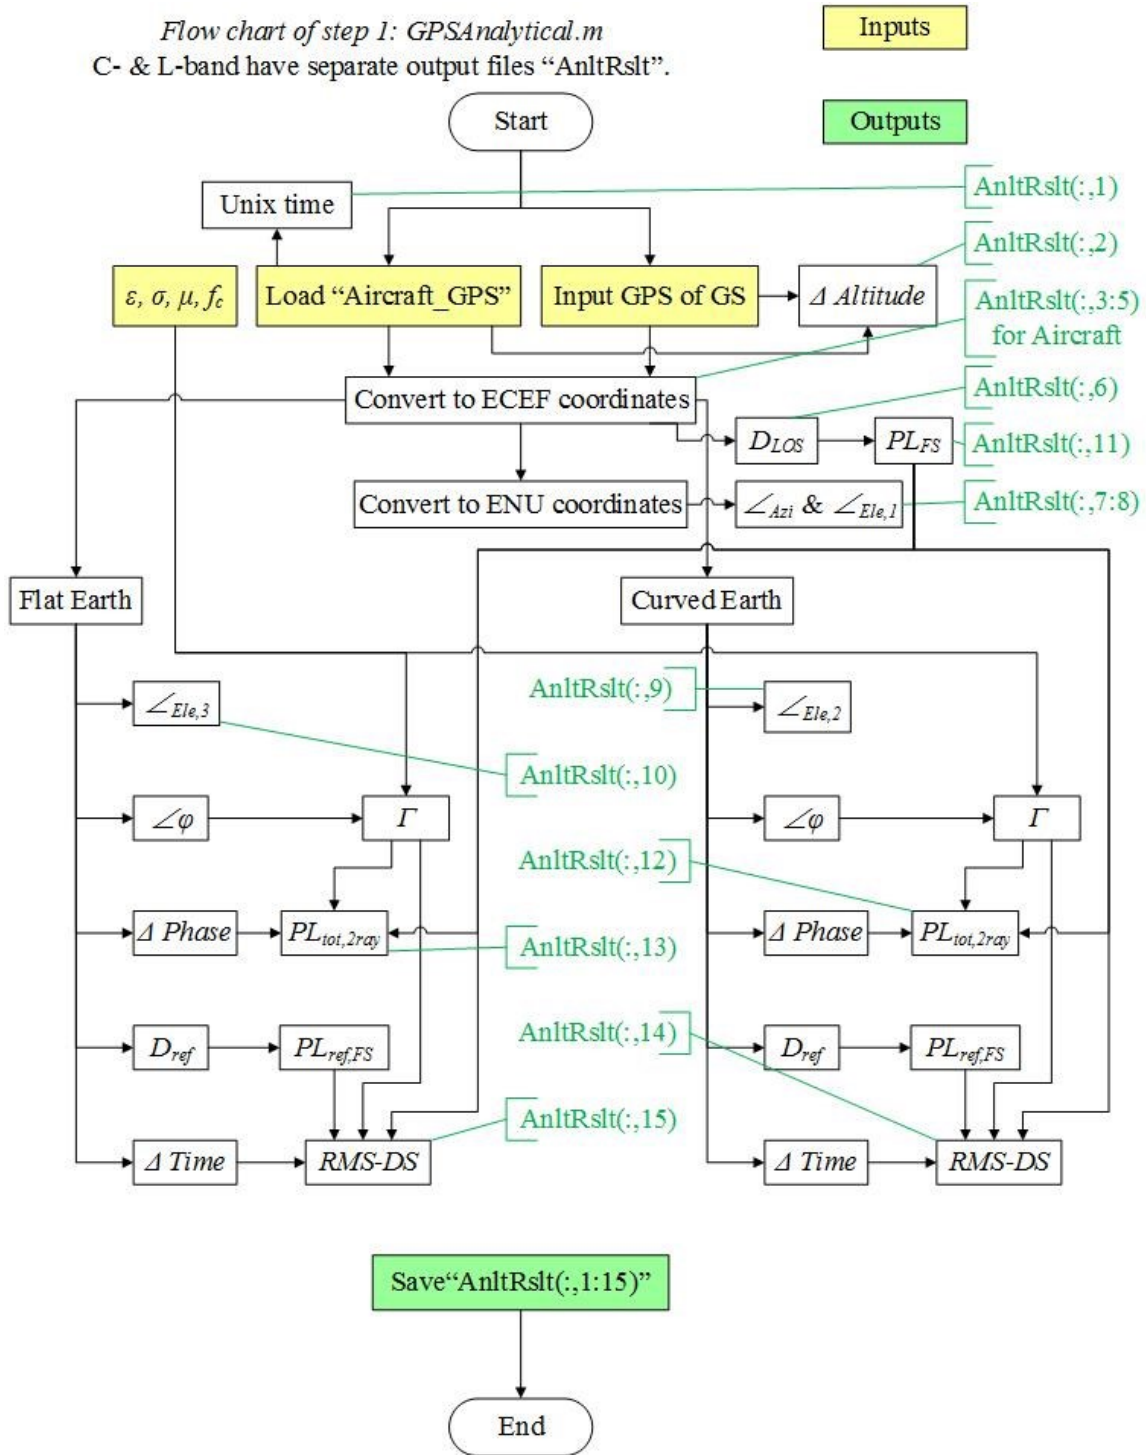 Flow chart of step 1: GPSAnalytical.m
C- & L-band have separate output files “AnltRslt”.
Inputs
Outputs
Start
Unix time
AnltRslt(:,1)
AnltRslt(:,2)
ε, σ, μ, fc
Load “Aircraft_GPS”
Input GPS of GS
Δ Altitude
AnltRslt(:,3:5)
for Aircraft
Convert to ECEF coordinates
AnltRslt(:,6)
DLOS
PLFS
AnltRslt(:,11)
Convert to ENU coordinates
∠Azi & ∠Ele,1
AnltRslt(:,7:8)
Flat Earth
Curved Earth
∠Ele,3
AnltRslt(:,9)
∠Ele,2
AnltRslt(:,10)
∠φ
Γ
∠φ
Γ
AnltRslt(:,12)
Δ Phase
PLtot,2ray
AnltRslt(:,13)
Δ Phase
PLtot,2ray
AnltRslt(:,14)
Dref
PLref,FS
Dref
PLref,FS
AnltRslt(:,15)
Δ Time
RMS-DS
Δ Time
RMS-DS
Save“AnltRslt(:,1:15)”
End